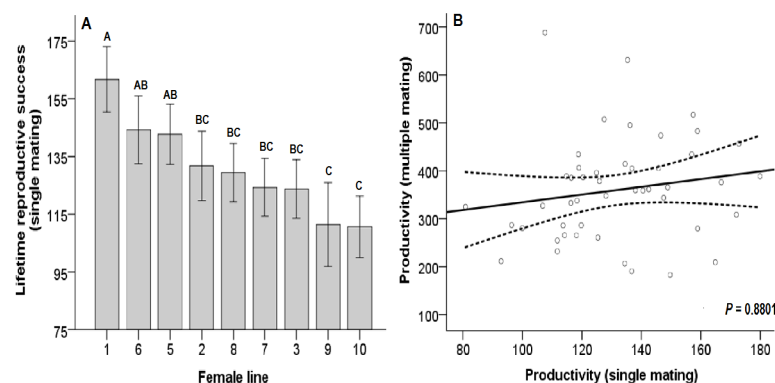 A
Lifetime reproductive success
(single mating)
175
155
135
115
95
75
A
AB
AB
BC
BC
BC
BC
C
C
1
6
5
2
8
7
3
9
10
Female line
B
Productivity (multiple mating)
700
600
500
400
300
200
100
P = 0.8801
80
100
120
140
160
180
Productivity (single mating)